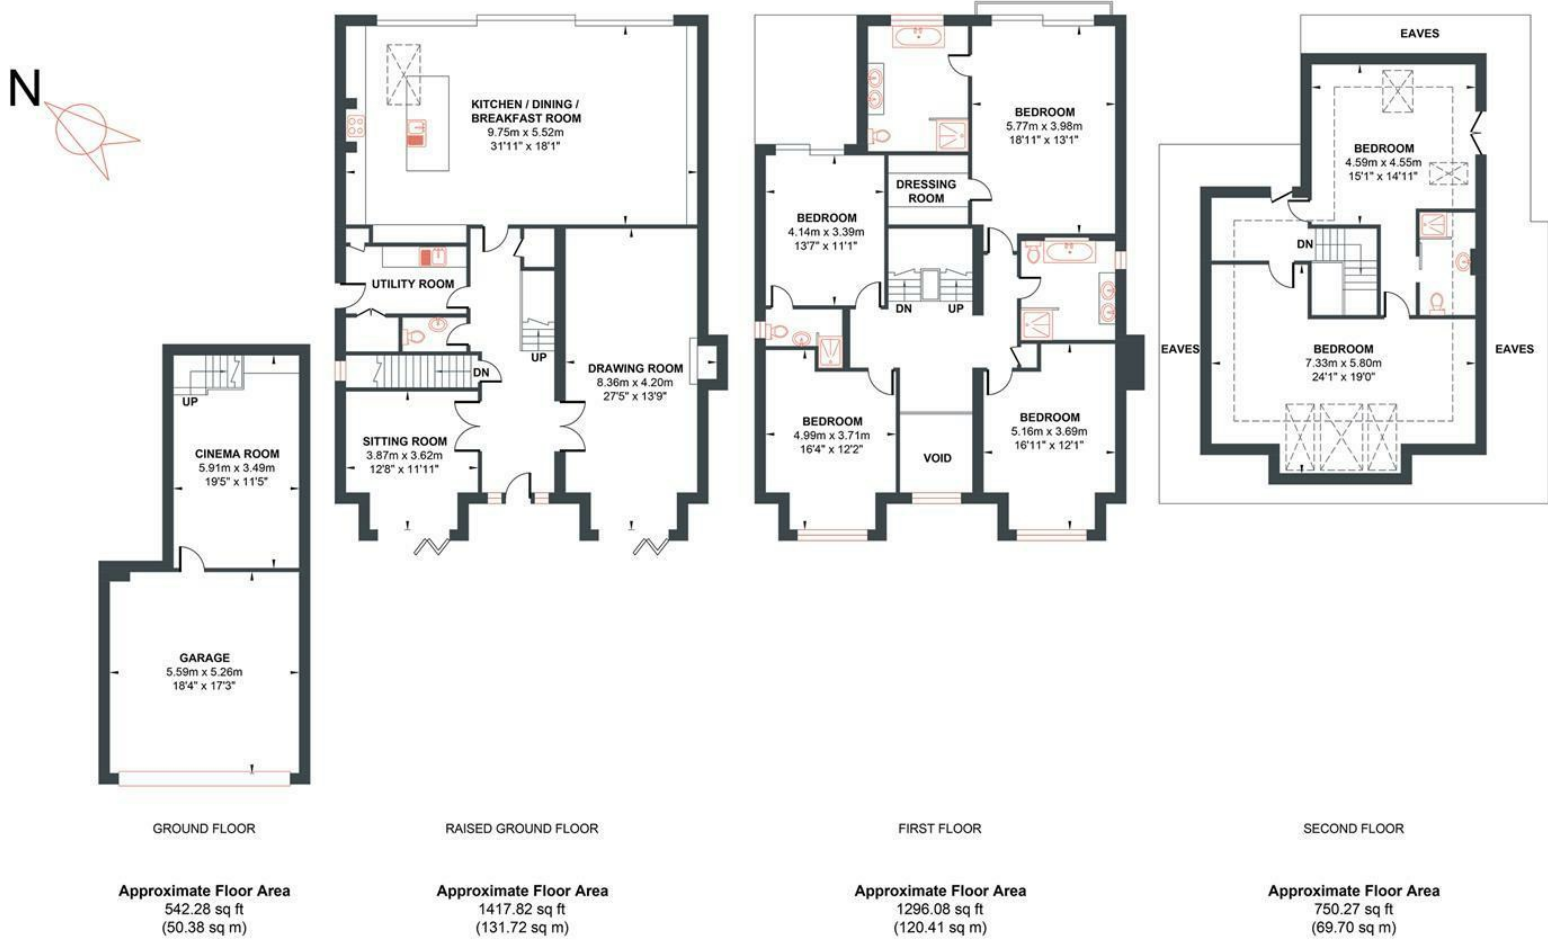 N
CINEMA ROOM
5.91m x 3.49m
19'5" x 11'5"
UP
GARAGE
5.59m x 5.26m
18'4" x 17'3"
GROUND FLOOR
Approximate Floor Area
542.28 sq ft
(50.38 sq m)
KITCHEN / DINING /
BREAKFAST ROOM
9.75m x 5.52m
31'11" x 18'1"
UTILITY ROOM
UP
DN
DRAWING ROOM
8.36m x 4.20m
27'5" x 13'9"
SITTING ROOM
3.87m x 3.62m
12'8" x 11'11"
RAISED GROUND FLOOR
Approximate Floor Area
1417.82 sq ft
(131.72 sq m)
BEDROOM
5.77m x 3.98m
18'11" x 13'1"
DRESSING
ROOM
BEDROOM
4.14m x 3.39m
13'7" x 11'1"
DN
UP
BEDROOM
4.99m x 3.71m
16'4" x 12'2"
BEDROOM
5.16m x 3.69m
16'11" x 12'1"
VOID
FIRST FLOOR
Approximate Floor Area
1296.08 sq ft
(120.41 sq m)
EAVES
BEDROOM
4.59m x 4.55m
15'1" x 14'11"
DN
BEDROOM
7.33m x 5.80m
24'1" x 19'0"
EAVES
EAVES
SECOND FLOOR
Approximate Floor Area
750.27 sq ft
(69.70 sq m)